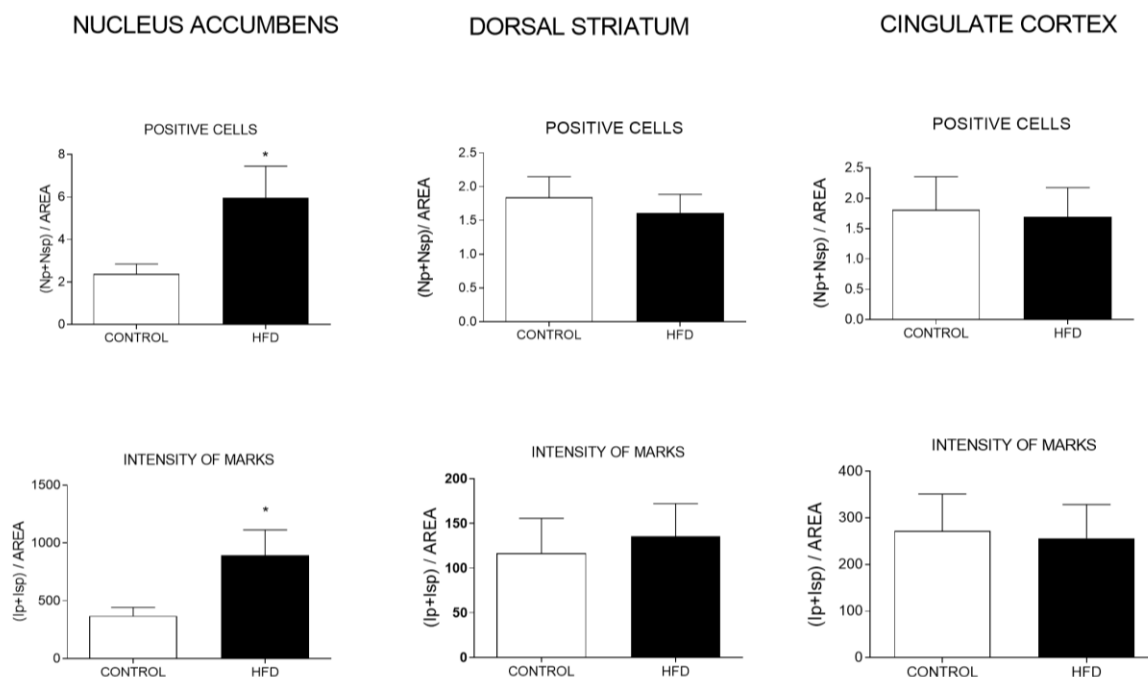 NUCLEUS ACCUMBENS
DORSAL STRIATUM
CINGULATE CORTEX
POSITIVE CELLS
(Np+Nsp) / AREA
8
6
4
2
0
*
CONTROL
HFD
POSITIVE CELLS
(Np+Nsp)/ AREA
2.5
2.0
1.5
1.0
0.5
0.0
CONTROL
HFD
POSITIVE CELLS
(Np+Nsp) / AREA
2.5
2.0
1.5
1.0
0.5
0.0
CONTROL
HFD
INTENSITY OF MARKS
(Ip+Isp) / AREA
1500
1000
500
0
*
CONTROL
HFD
INTENSITY OF MARKS
(Ip+Isp) / AREA
200
150
100
50
0
CONTROL
HFD
INTENSITY OF MARKS
(Ip+Isp) / AREA
400
300
200
100
0
CONTROL
HFD